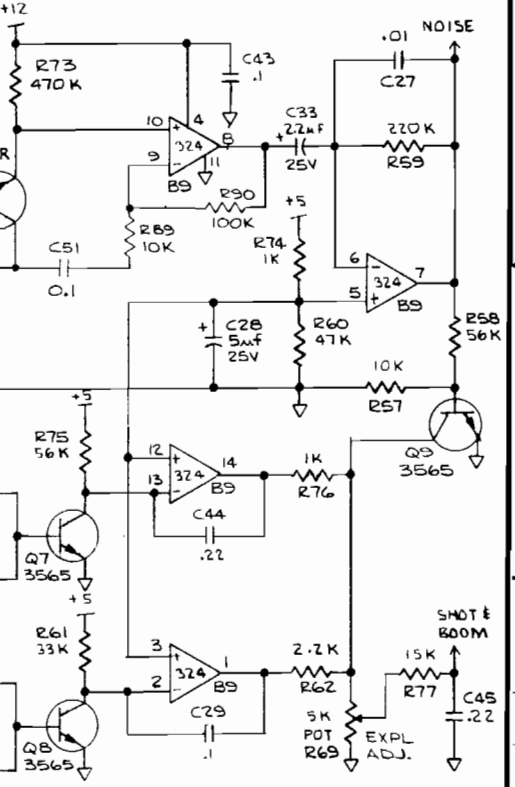 +12
NOISE
R73
470K
C43
.1
.01
C27
10
+
4
8
324
11
9
-
B9
C33
+
2.2uF
25V
220K
R59
R
R90
100K
R89
10K
C51
0.1
+5
R74
1K
6
-
7
324
5
+
B9
+
C28
5uf
25V
R60
47K
R58
56K
10K
R57
+5
R75
56K
Q9
3565
12
+
14
324
13
-
B9
1K
R76
C44
.22
Q7
3565
+5
R61
33K
SHOT &
BOOM
3
+
1
324
2
-
B9
2.2K
R62
15K
R77
C45
.22
C29
.1
5K
POT
R69
EXPL
ADJ.
Q8
3565